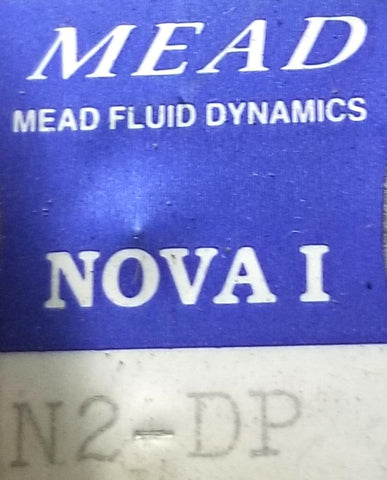 MEAD
MEAD FLUID DYNAMICS
NOVA I
N2-DP